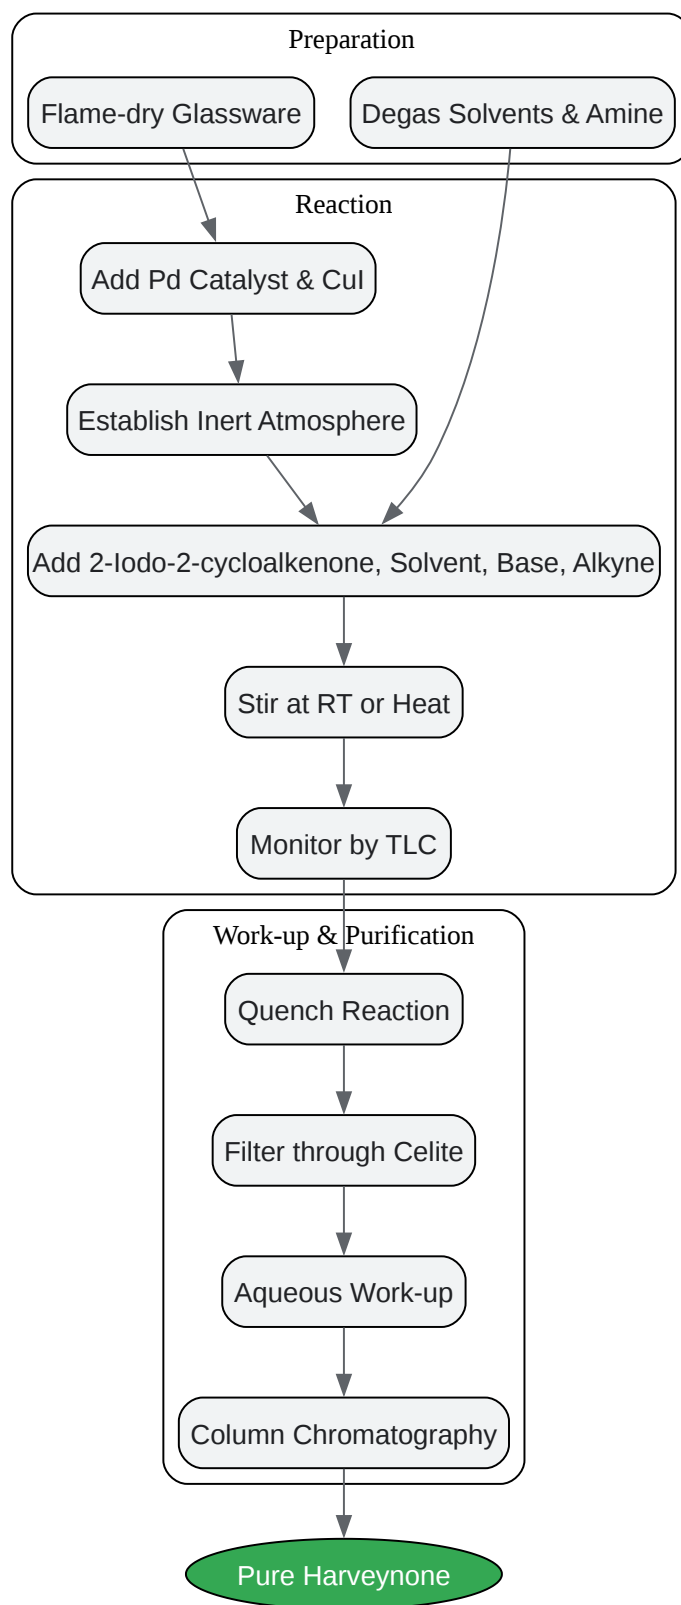 Preparation
Flame-dry Glassware
Degas Solvents & Amine
Reaction
Add Pd Catalyst & CuI
Establish Inert Atmosphere
Add 2-Iodo-2-cycloalkenone, Solvent, Base, Alkyne
Stir at RT or Heat
Monitor by TLC
Work-up & Purification
Quench Reaction
Filter through Celite
Aqueous Work-up
Column Chromatography
Pure Harveynone